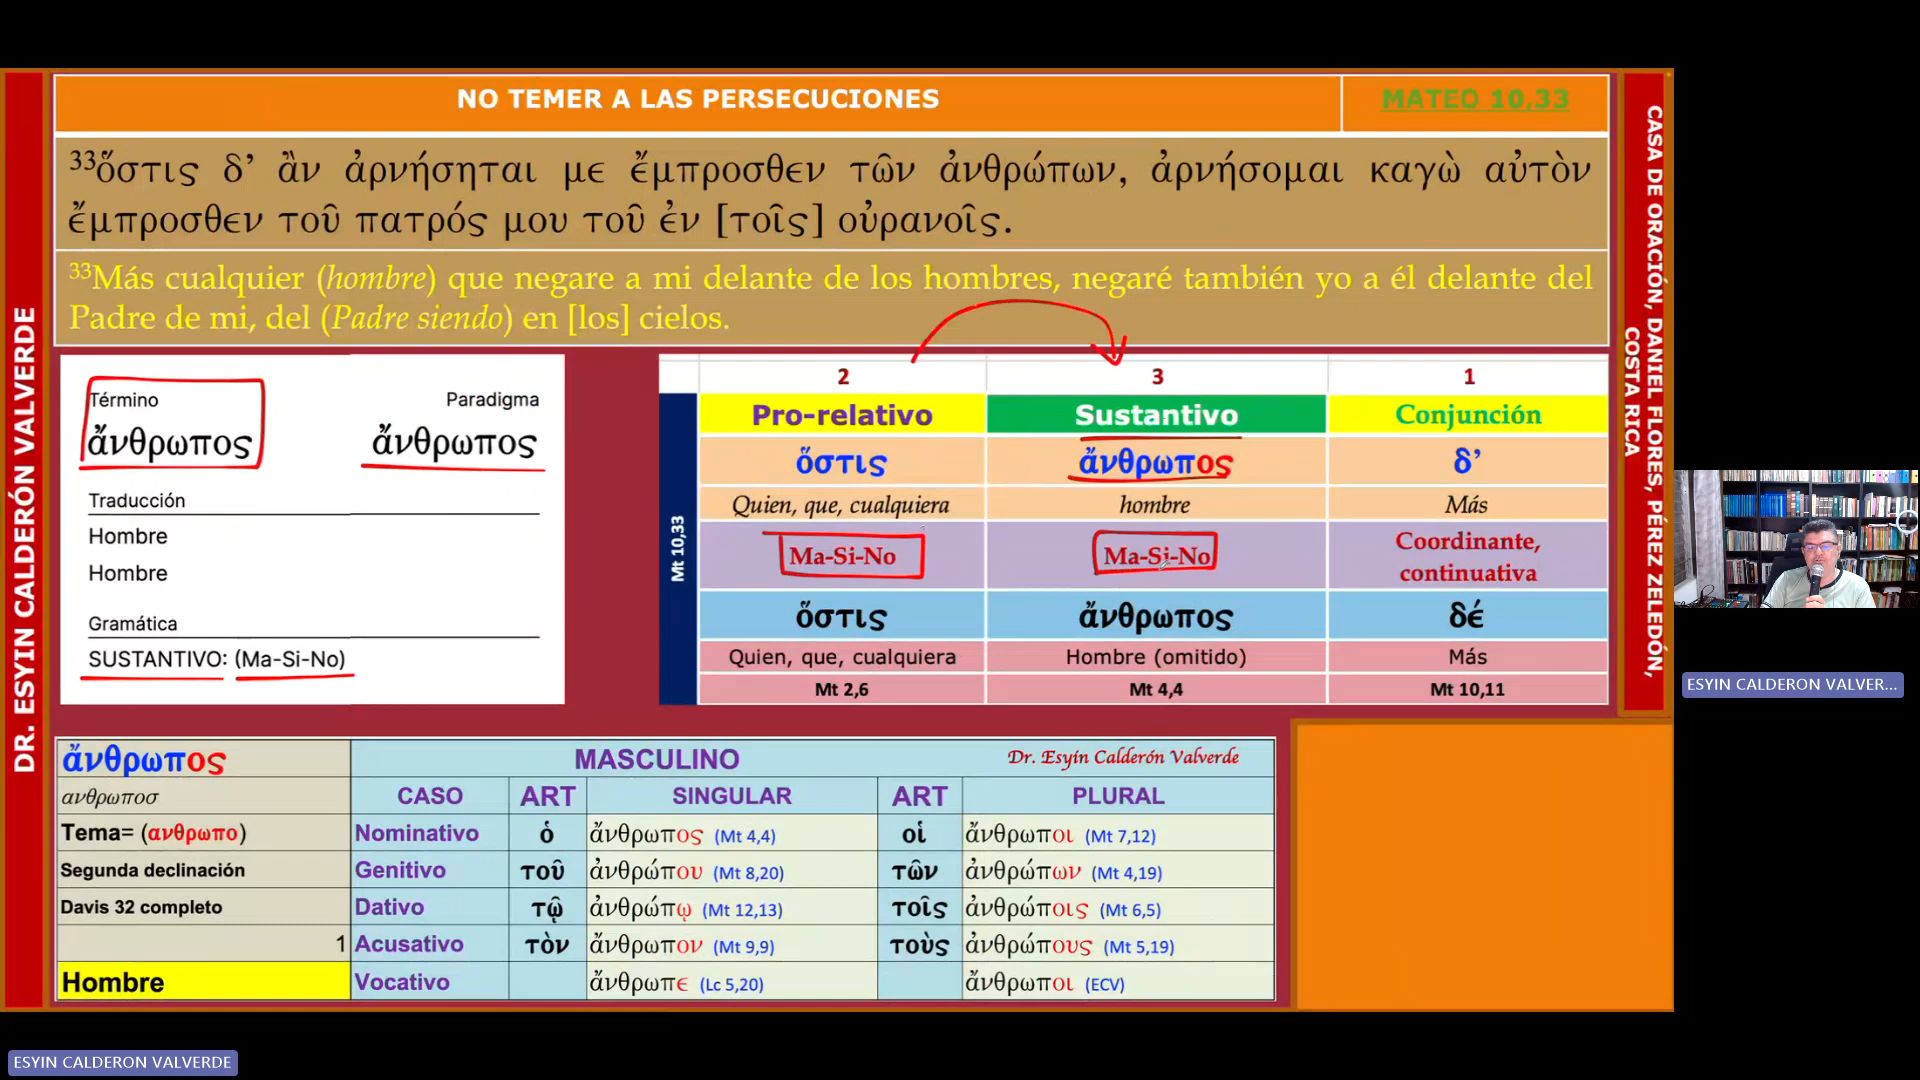 NO TEMER A LAS PERSECUCIONES
MATEO 10,33
³³ὅστις δ’ ἂν ἀρνήσηται με ἔμπροσθεν τῶν ἀνθρώπων, ἀρνήσομαι καγὼ αὐτὸν
ἔμπροσθεν τοῦ πατρός μου τοῦ ἐν [τοῖς] οὐρανοῖς.
³³Más cualquier (hombre) que negare a mi delante de los hombres, negaré también yo a él delante del
Padre de mi, del (Padre siendo) en [los] cielos.
DR. ESYIN CALDERÓN VALVERDE
CASA DE ORACIÓN, DANIEL FLORES, PÉREZ ZELEDÓN,
COSTA RICA
Término Paradigma
ἄνθρωπος ἄνθρωπος
Traducción
Hombre
Hombre
Gramática
SUSTANTIVO: (Ma-Si-No)
Mt 10,33
2 3 1
Pro-relativo Sustantivo Conjunción
ὅστις ἄνθρωπος δ’
Quien, que, cualquiera hombre Más
Ma-Si-No Ma-Si-No Coordinante,
continuativa
ὅστις ἄνθρωπος δέ
Quien, que, cualquiera Hombre (omitido) Más
Mt 2,6 Mt 4,4 Mt 10,11
ἄνθρωπος MASCULINO Dr. Esyín Calderón Valverde
ανθρωποσ CASO ART SINGULAR ART PLURAL
Tema= (ανθρωπο) Nominativo ὁ ἄνθρωπος (Mt 4,4) οἱ ἄνθρωποι (Mt 7,12)
Segunda declinación Genitivo τοῦ ἀνθρώπου (Mt 8,20) τῶν ἀνθρώπων (Mt 4,19)
Davis 32 completo Dativo τῷ ἀνθρώπῳ (Mt 12,13) τοῖς ἀνθρώποις (Mt 6,5)
1 Acusativo τὸν ἄνθρωπον (Mt 9,9) τοὺς ἀνθρώπους (Mt 5,19)
Hombre Vocativo ἄνθρωπε (Lc 5,20) ἄνθρωποι (ECV)
ESYIN CALDERON VALVER...
ESYIN CALDERON VALVERDE